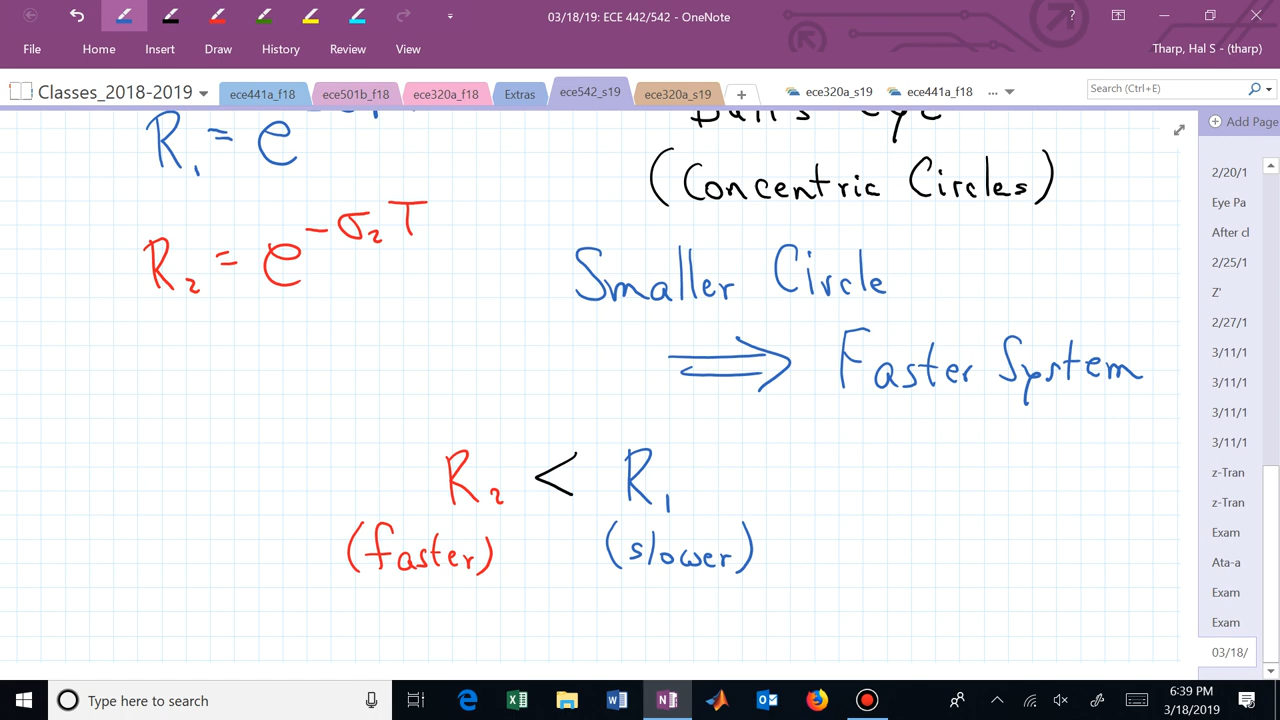 03/18/19: ECE 442/542 - OneNote
?
File Home Insert Draw History Review View
Tharp, Hal S - (tharp)
Classes_2018-2019 ece441a_f18 ece501b_f18 ece320a_f18 Extras ece542_s19 ece320a_s19 + ece320a_s19 ece441a_f18 ...
Search (Ctrl+E)
Add Page
2/20/1
Eye Pa
After cl
2/25/1
Z'
2/27/1
3/11/1
3/11/1
3/11/1
3/11/1
z-Tran
z-Tran
Exam
Ata-a
Exam
Exam
03/18/
R₁ = e
Bull's eye
(Concentric Circles)
R₂ = e^(-σ₂T)
Smaller Circle
⇒ Faster System
R₂ < R₁
(faster) (slower)
Type here to search
6:39 PM
3/18/2019